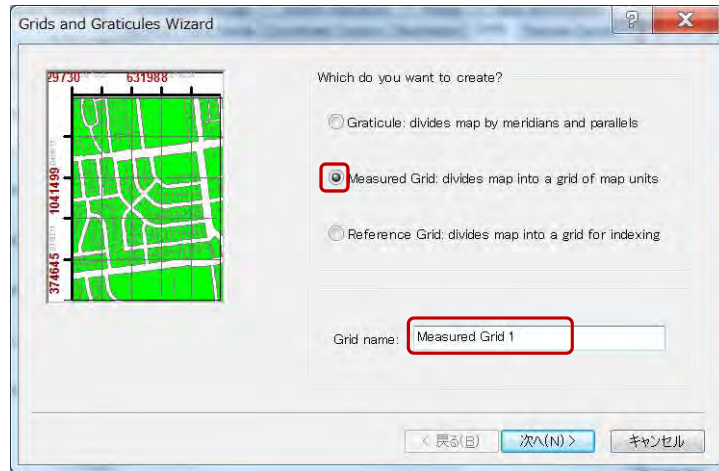 Grids and Graticules Wizard
29730 631988
1041499
374645
Which do you want to create?
Graticule: divides map by meridians and parallels
Measured Grid: divides map into a grid of map units
Reference Grid: divides map into a grid for indexing
Grid name: Measured Grid 1
< 戻る(B) 次へ(N) > キャンセル